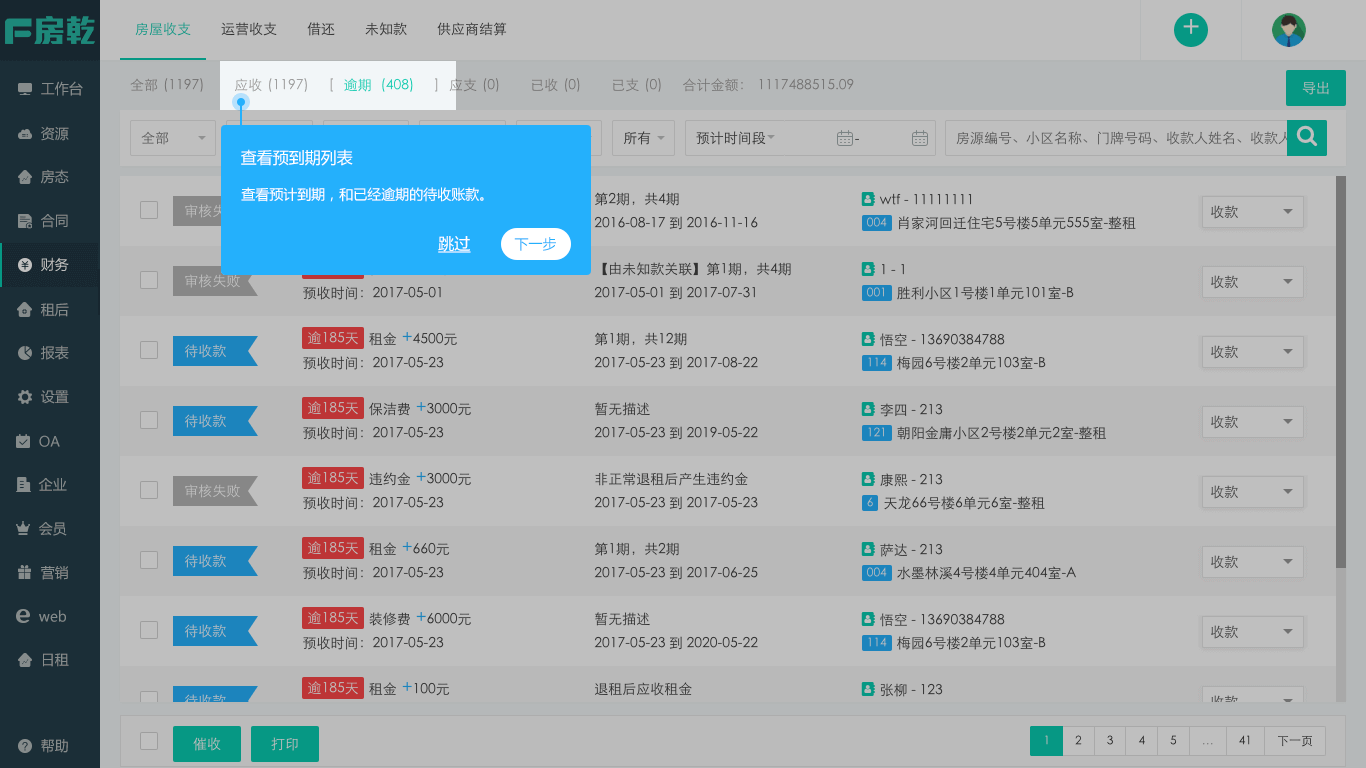 房乾
房屋收支 运营收支 借还 未知款 供应商结算
全部 (1197) 应收 (1197) [ 逾期 (408) ] 应支 (0) 已收 (0) 已支 (0) 合计金额： 1117488515.09 导出
全部 所有 预计时间段 - 房源编号、小区名称、门牌号码、收款人姓名、收款人
查看预到期列表
查看预计到期，和已经逾期的待收账款。
跳过 下一步
工作台
资源
房态
合同
财务
租后
报表
设置
OA
企业
会员
营销
web
日租
帮助
第2期，共4期 wtf - 11111111
审核失 2016-08-17 到 2016-11-16 004 肖家河回迁住宅5号楼5单元555室-整租 收款
【由未知款关联】第1期，共4期 1 - 1
审核失败 预收时间：2017-05-01 2017-05-01 到 2017-07-31 001 胜利小区1号楼1单元101室-B 收款
逾185天 租金 +4500元 第1期，共12期 悟空 - 13690384788
待收款 预收时间：2017-05-23 2017-05-23 到 2017-08-22 114 梅园6号楼2单元103室-B 收款
逾185天 保洁费 +3000元 暂无描述 李四 - 213
待收款 预收时间：2017-05-23 2017-05-23 到 2019-05-22 121 朝阳金庸小区2号楼2单元2室-整租 收款
逾185天 违约金 +3000元 非正常退租后产生违约金 康熙 - 213
审核失败 预收时间：2017-05-23 2017-05-23 到 2017-05-23 6 天龙66号楼6单元6室-整租 收款
逾185天 租金 +660元 第1期，共2期 萨达 - 213
待收款 预收时间：2017-05-23 2017-05-23 到 2017-06-25 004 水墨林溪4号楼4单元404室-A 收款
逾185天 装修费 +6000元 暂无描述 悟空 - 13690384788
待收款 预收时间：2017-05-23 2017-05-23 到 2020-05-22 114 梅园6号楼2单元103室-B 收款
逾185天 租金 +100元 退租后应收租金 张柳 - 123
待收款 收款
催收 打印 1 2 3 4 5 ... 41 下一页